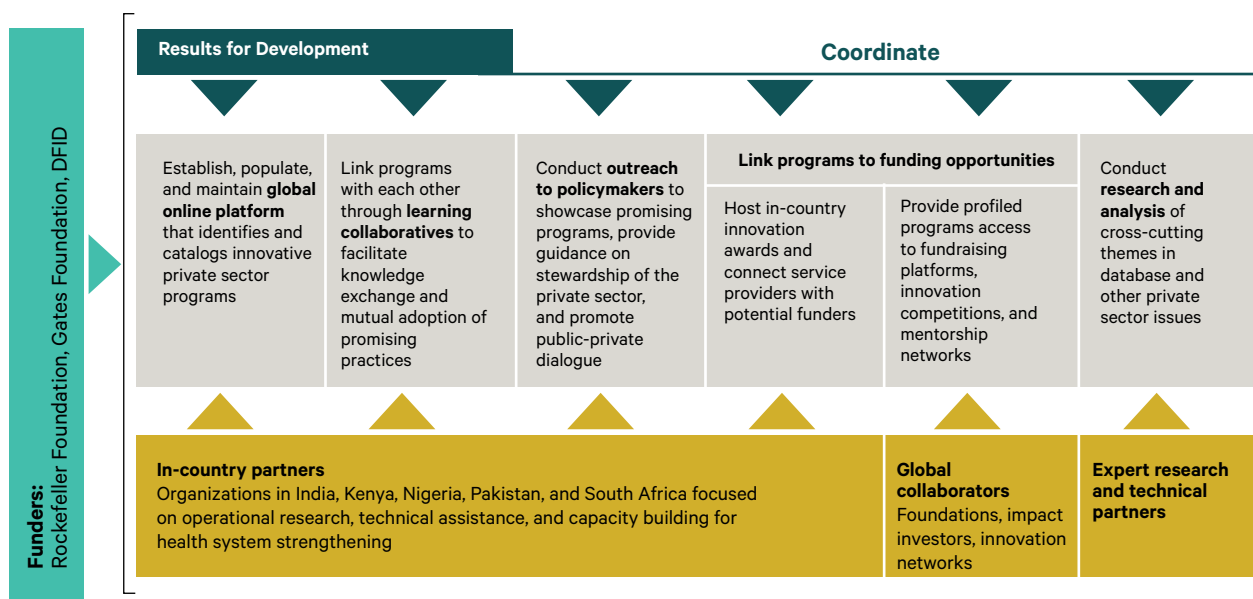 Funders:
Rockefeller Foundation, Gates Foundation, DFID
Results for Development
Coordinate
Establish, populate,
and maintain global
online platform
that identifies and
catalogs innovative
private sector
programs
Link programs
with each other
through learning
collaboratives to
facilitate
knowledge
exchange and
mutual adoption of
promising
practices
Conduct outreach
to policymakers to
showcase promising
programs, provide
guidance on
stewardship of the
private sector,
and promote
public-private
dialogue
Link programs to funding opportunities
Host in-country
innovation
awards and
connect service
providers with
potential funders
Provide profiled
programs access
to fundraising
platforms,
innovation
competitions, and
mentorship
networks
Conduct
research and
analysis of
cross-cutting
themes in
database and
other private
sector issues
In-country partners
Organizations in India, Kenya, Nigeria, Pakistan, and South Africa focused
on operational research, technical assistance, and capacity building for
health system strengthening
Global
collaborators
Foundations, impact
investors, innovation
networks
Expert research
and technical
partners